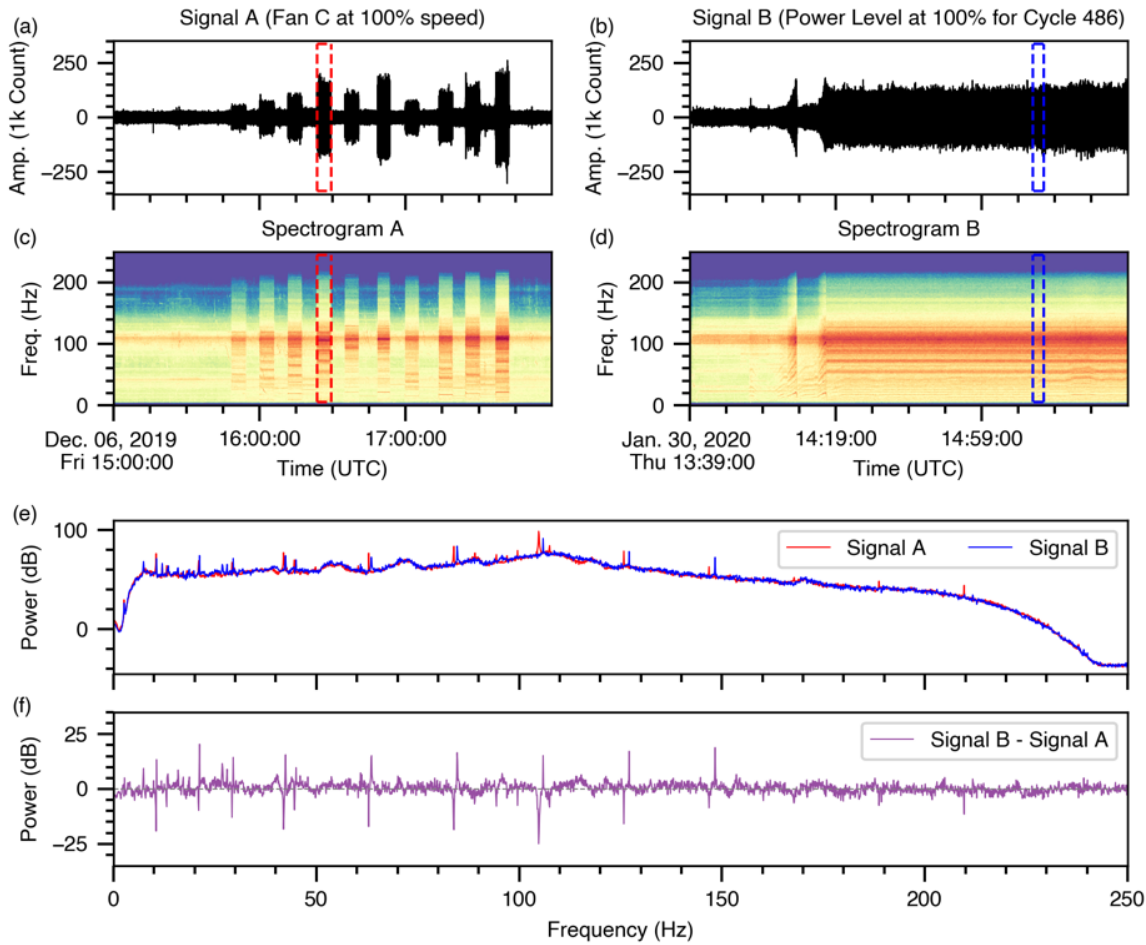 (a) Signal A (Fan C at 100% speed)
Amp. (1k Count)
250
0
−250
(b) Signal B (Power Level at 100% for Cycle 486)
Amp. (1k Count)
250
0
−250
(c) Spectrogram A
Freq. (Hz)
200
100
0
Dec. 06, 2019
Fri 15:00:00
16:00:00
17:00:00
Time (UTC)
(d) Spectrogram B
Freq. (Hz)
200
100
0
Jan. 30, 2020
Thu 13:39:00
14:19:00
14:59:00
Time (UTC)
(e)
Power (dB)
100
0
Signal A
Signal B
(f)
Power (dB)
25
0
−25
Signal B - Signal A
0 50 100 150 200 250
Frequency (Hz)